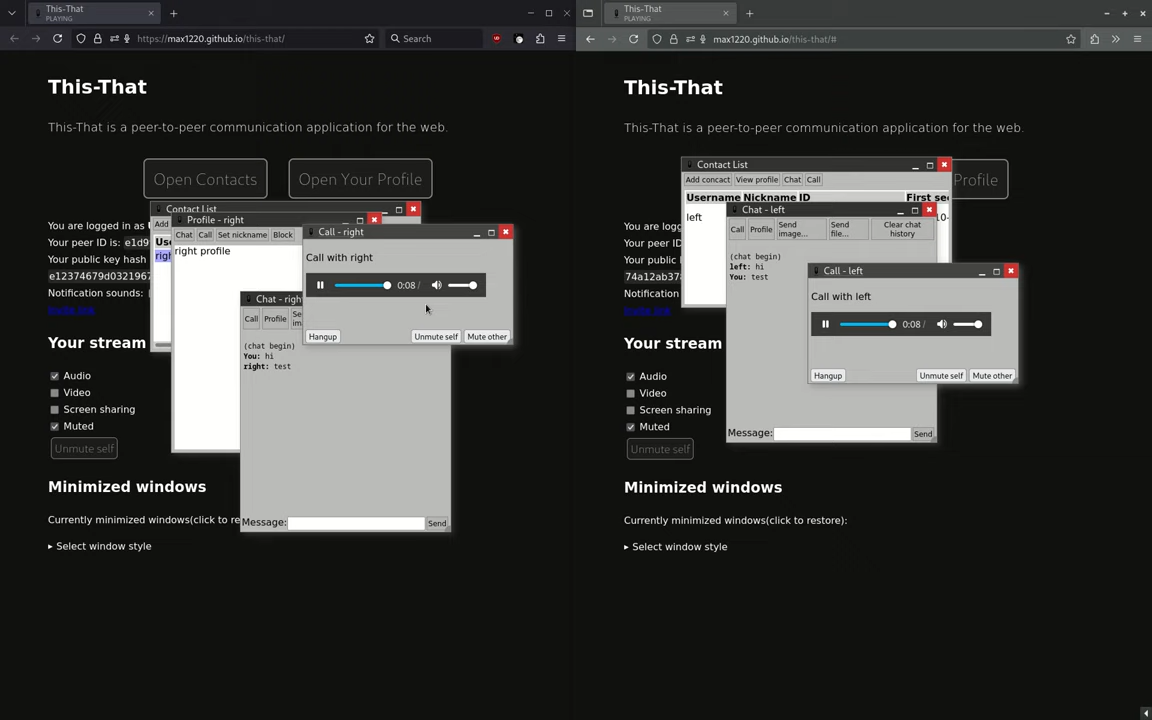 This-That
PLAYING
https://max1220.github.io/this-that/
Search
This-That
This-That is a peer-to-peer communication application for the web.
Open Contacts
Open Your Profile
Contact List
Profile - right
Call - right
Add
You are logged in as
Chat
Call
Set nickname
Block
Your peer ID is: e1d9
right profile
Call with right
Your public key hash
e12374679d0321967
0:08 /
Notification sounds:
Chat - righ
Call
Profile
Hangup
Unmute self
Mute other
Your stream
(chat begin)
You: hi
right: test
Audio
Video
Screen sharing
Muted
Unmute self
Minimized windows
Currently minimized windows(click to re
Message:
Send
▸ Select window style
This-That
PLAYING
max1220.github.io/this-that/#
This-That
This-That is a peer-to-peer communication application for the web.
Contact List
Profile
Add concact
View profile
Chat
Call
Username
Nickname
ID
First see
left
Chat - left
You are logg
Call
Profile
Send image...
Send file...
Clear chat history
Your peer ID
Your public
(chat begin)
left: hi
You: test
74a12ab378
Call - left
Notification
Call with left
0:08 /
Your stream
Hangup
Unmute self
Mute other
Audio
Video
Screen sharing
Muted
Message:
Send
Unmute self
Minimized windows
Currently minimized windows(click to restore):
▸ Select window style